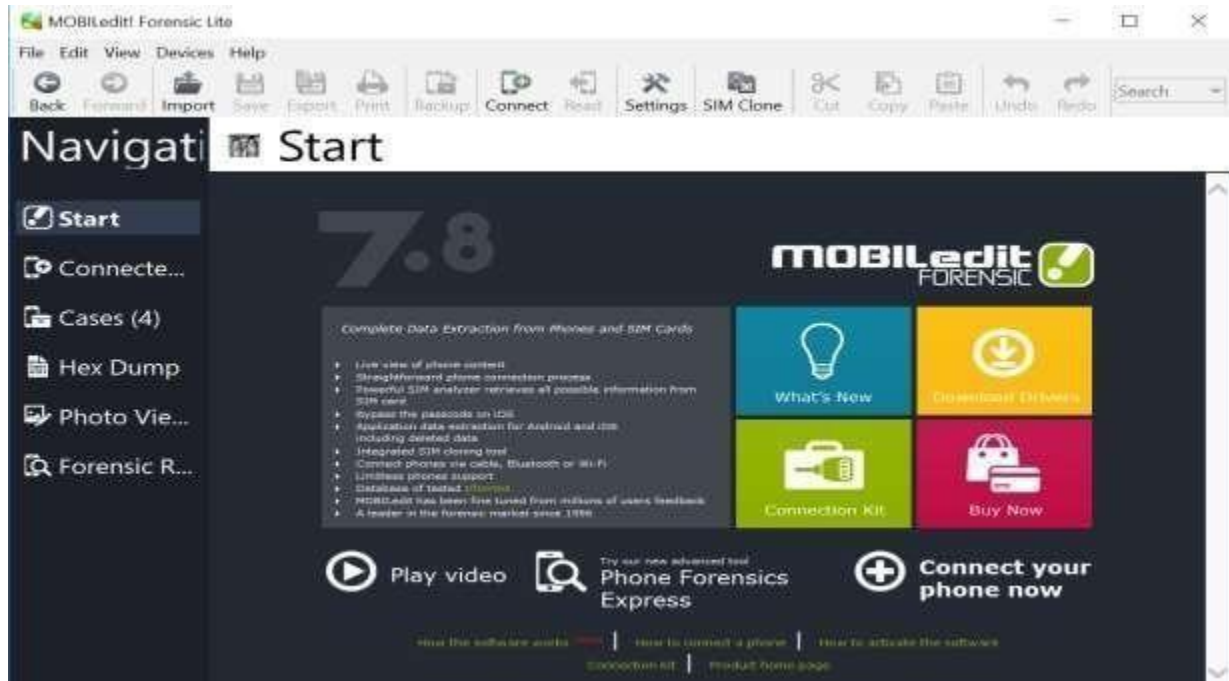 MOBILedit! Forensic Lite
File Edit View Devices Help
Back Forward Import Save Export Print Backup Connect Read Settings SIM Clone Cut Copy Paste Undo Redo Search
Navigati
Start
Start
Connecte...
Cases (4)
Hex Dump
Photo Vie...
Forensic R...
7.8
MOBILedit!
FORENSIC
Complete Data Extraction from Phones and SIM Cards
Live view of phone content
Straightforward phone connection process
Powerful SIM analyzer retrieves all possible information from
SIM card
Bypass the passcode on iOS
Application data extraction for Android and iOS
including deleted data
Integrated SIM cloning tool
Connect phones via cable, Bluetooth or Wi-Fi
Limitless phones support
Database of tested phones
MOBILedit has been fine tuned from millions of users feedback
A leader in the forensic market since 1996
What's New
Download Drivers
Connection Kit
Buy Now
Play video
Try our new advanced tool
Phone Forensics
Express
Connect your
phone now
How the software works | How to connect a phone | How to activate the software
Connection Kit | Product home page